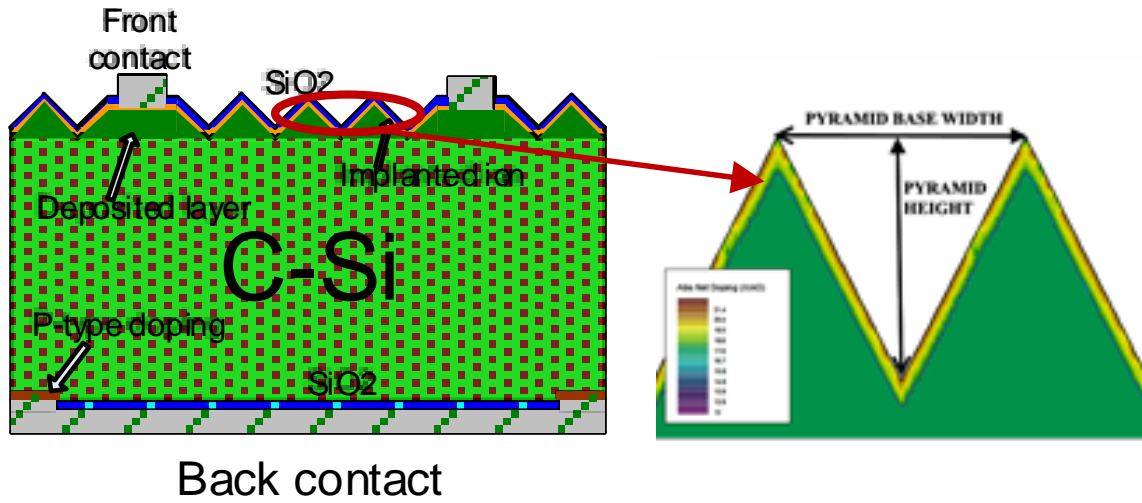 Front
contact
SiO2
Implanted ion
Deposited layer
C-Si
P-type doping
SiO2
Back contact
PYRAMID BASE WIDTH
PYRAMID
HEIGHT